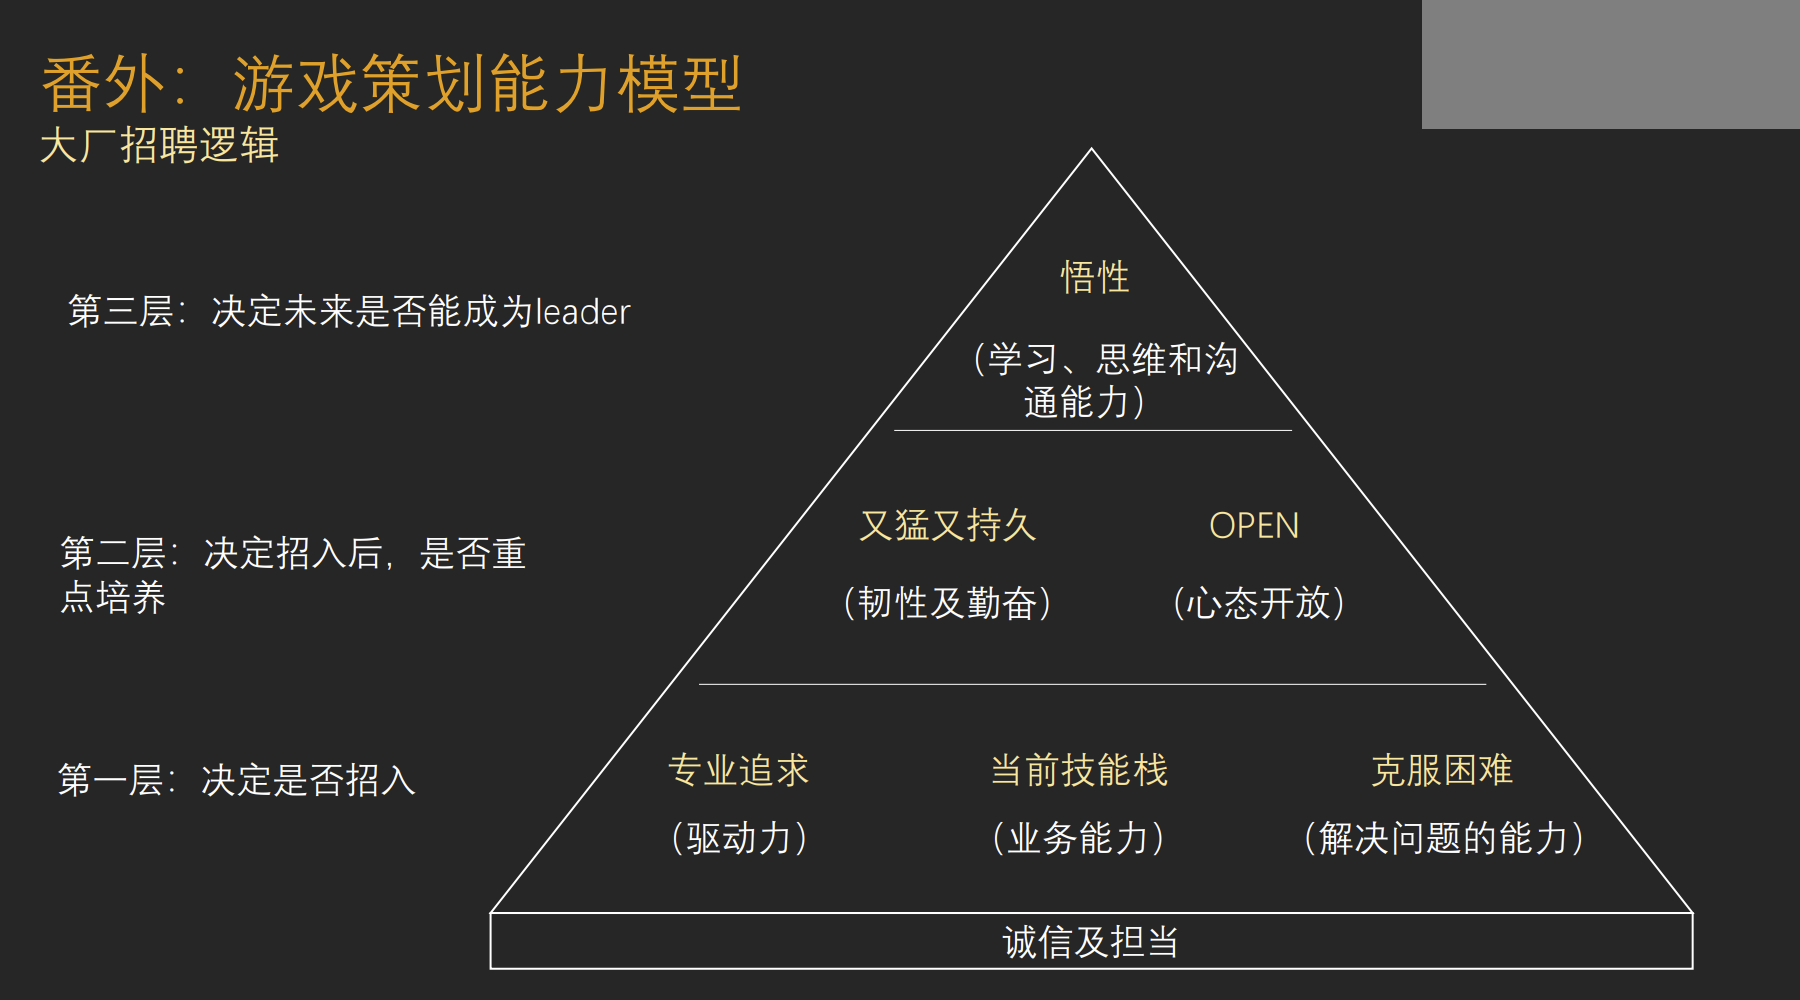 番外：游戏策划能力模型
大厂招聘逻辑
悟性
第三层：决定未来是否能成为leader
（学习、思维和沟
通能力）
又猛又持久
OPEN
第二层：决定招入后，是否重
点培养
（韧性及勤奋）
（心态开放）
专业追求
当前技能栈
克服困难
第一层：决定是否招入
（驱动力）
（业务能力）
（解决问题的能力）
诚信及担当